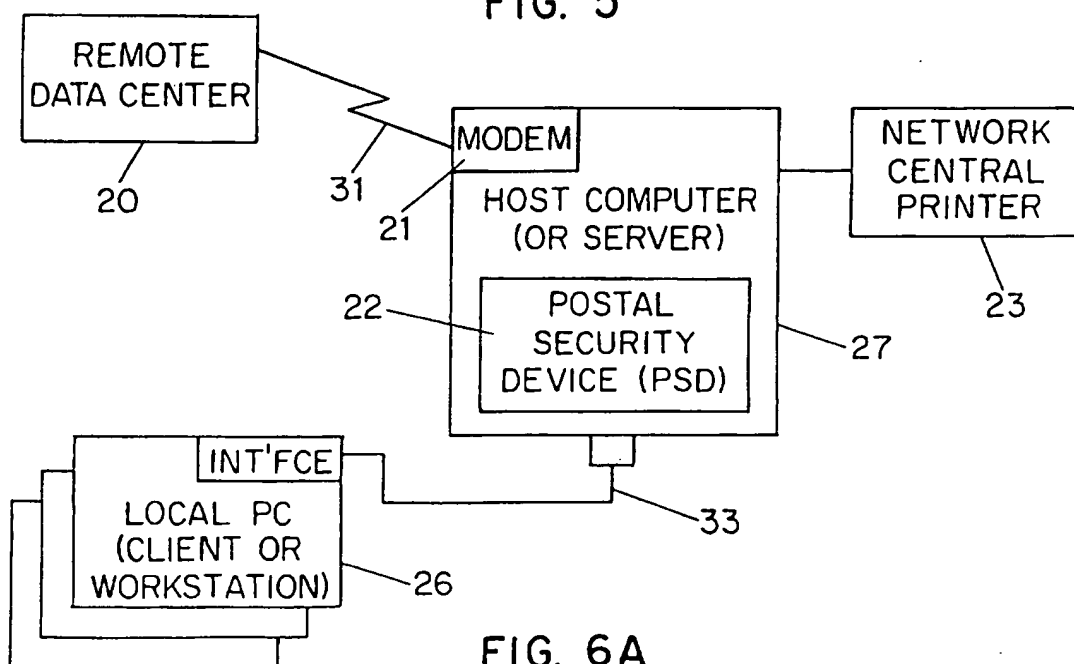 FIG. 5
REMOTE
DATA CENTER
20
31
MODEM
21
HOST COMPUTER
(OR SERVER)
22
POSTAL
SECURITY
DEVICE (PSD)
27
NETWORK
CENTRAL
PRINTER
23
INT'FCE
LOCAL PC
(CLIENT OR
WORKSTATION)
26
33
FIG. 6A